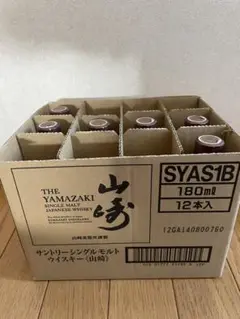 THE
YAMAZAKI
SINGLE MALT
JAPANESE WHISKY
山崎
サントリーシングルモルト
ウイスキー《山崎》
SYAS1B
180ml
12本入